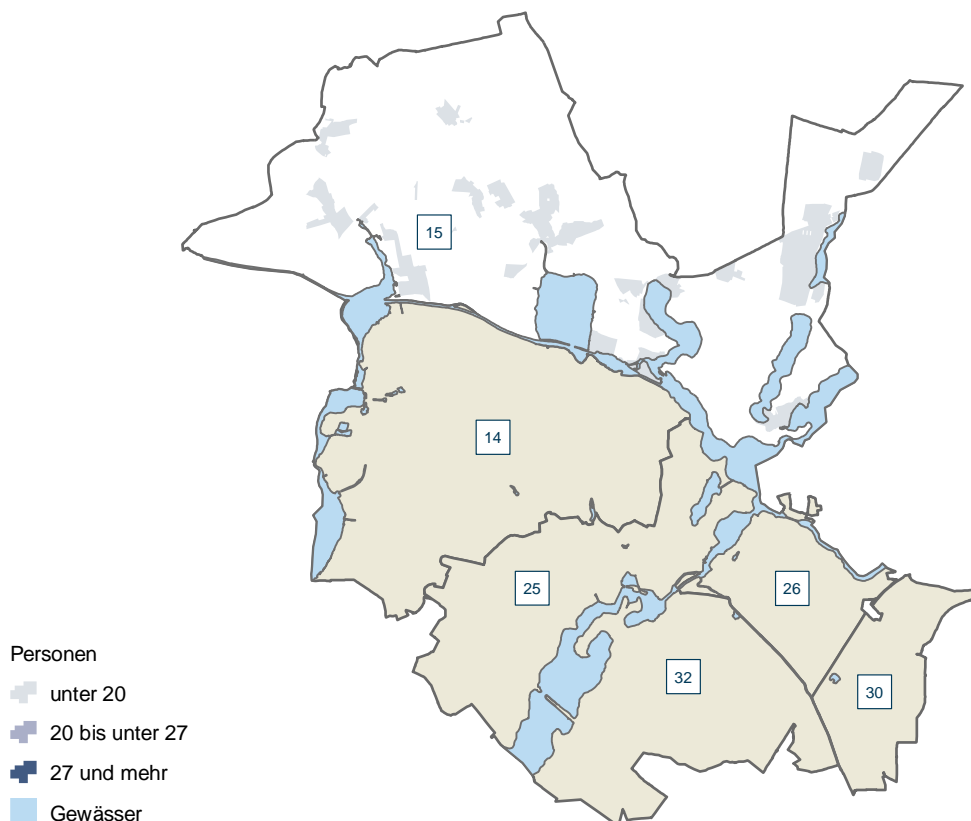 15
14
25
26
32
30
Personen
unter 20
20 bis unter 27
27 und mehr
Gewässer